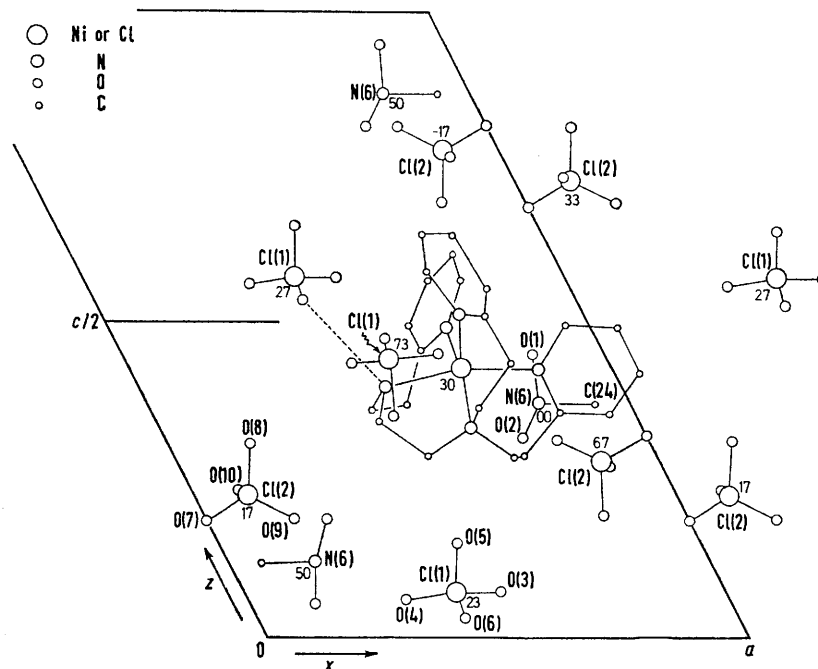 Ni or Cl
N
O
C
N(6)
50
-17
Cl(2)
Cl(2)
33
Cl(1)
27
Cl(1)
27
c/2
Cl(1)
73
O(1)
30
N(6)
C(24)
00
O(2)
67
Cl(2)
O(8)
O(10)
Cl(2)
17
O(7)
O(9)
17
Cl(2)
N(6)
50
O(5)
Cl(1)
O(3)
23
O(4)
O(6)
z
0
x
a